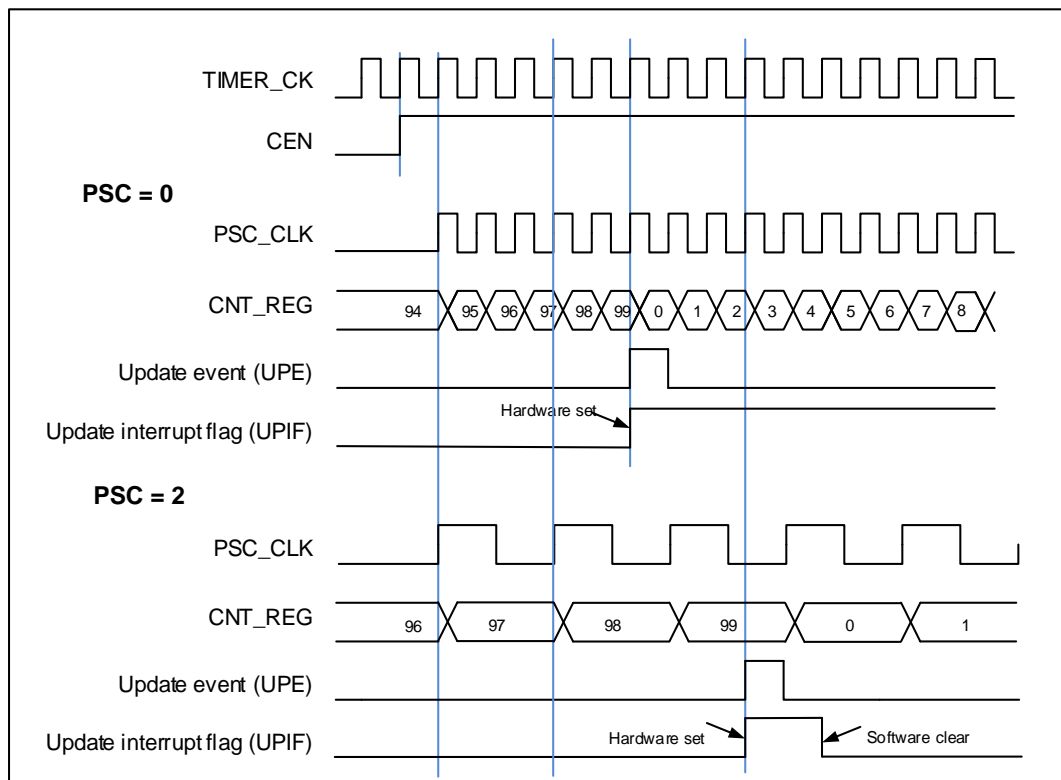 TIMER_CK
CEN
PSC = 0
PSC_CLK
CNT_REG 94 95 96 97 98 99 0 1 2 3 4 5 6 7 8
Update event (UPE)
Hardware set
Update interrupt flag (UPIF)
PSC = 2
PSC_CLK
CNT_REG 96 97 98 99 0 1
Update event (UPE)
Update interrupt flag (UPIF) Hardware set Software clear